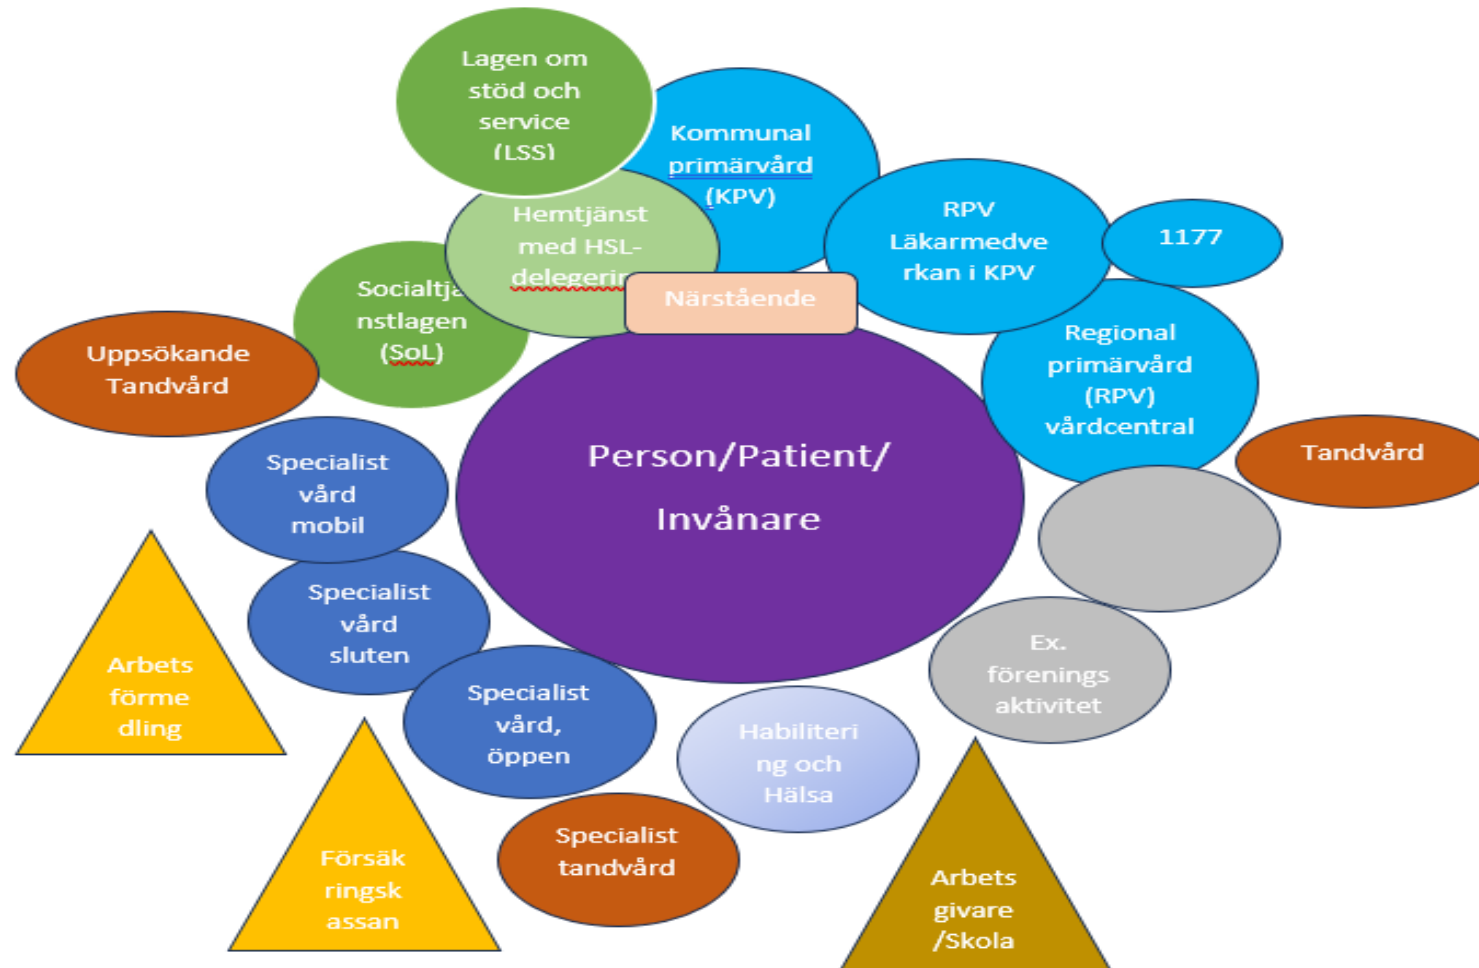 Lagen om
stöd och
service
(LSS)
Kommunal
primärvård
(KPV)
RPV
Läkarmedve
rkan i KPV
1177
Hemtjänst
med HSL-
delegering
Närstående
Socialtjä
nstlagen
(SoL)
Uppsökande
Tandvård
Regional
primärvård
(RPV)
vårdcentral
Tandvård
Person/Patient/
Invånare
Specialist
vård
mobil
Specialist
vård
sluten
Specialist
vård,
öppen
Ex.
förenings
aktivitet
Habiliteri
ng och
Hälsa
Arbets
förme
dling
Försäk
ringsk
assan
Specialist
tandvård
Arbets
givare
/Skola